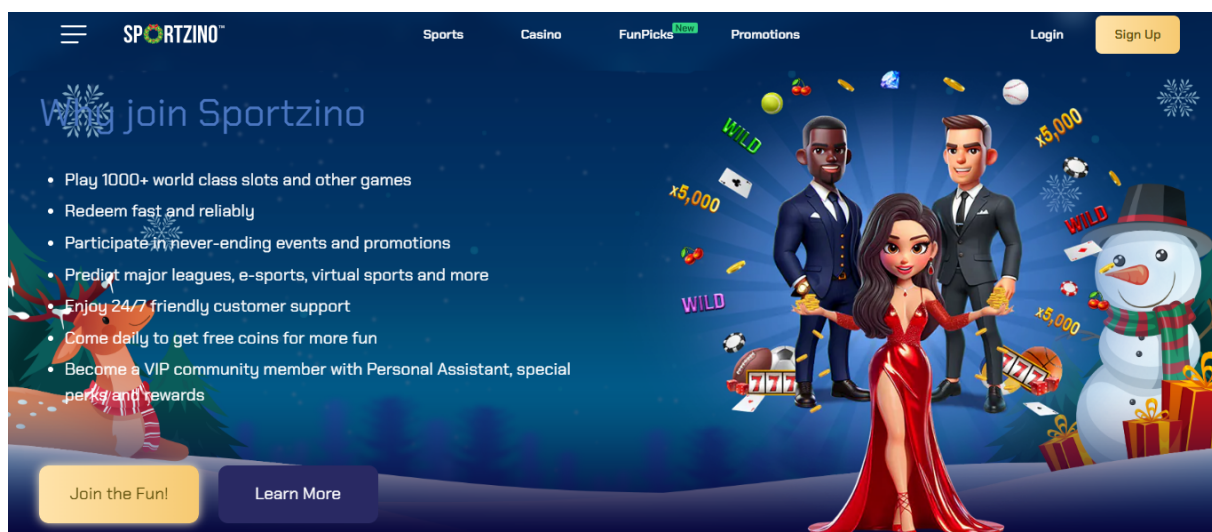 SPORTZINO™
Sports
Casino
FunPicks New
Promotions
Login
Sign Up
Why join Sportzino
• Play 1000+ world class slots and other games
• Redeem fast and reliably
• Participate in never-ending events and promotions
• Predict major leagues, e-sports, virtual sports and more
• Enjoy 24/7 friendly customer support
• Come daily to get free coins for more fun
• Become a VIP community member with Personal Assistant, special
perks and rewards
Join the Fun!
Learn More
WILD
x5,000
x5,000
WILD
WILD
x5,000
777
777